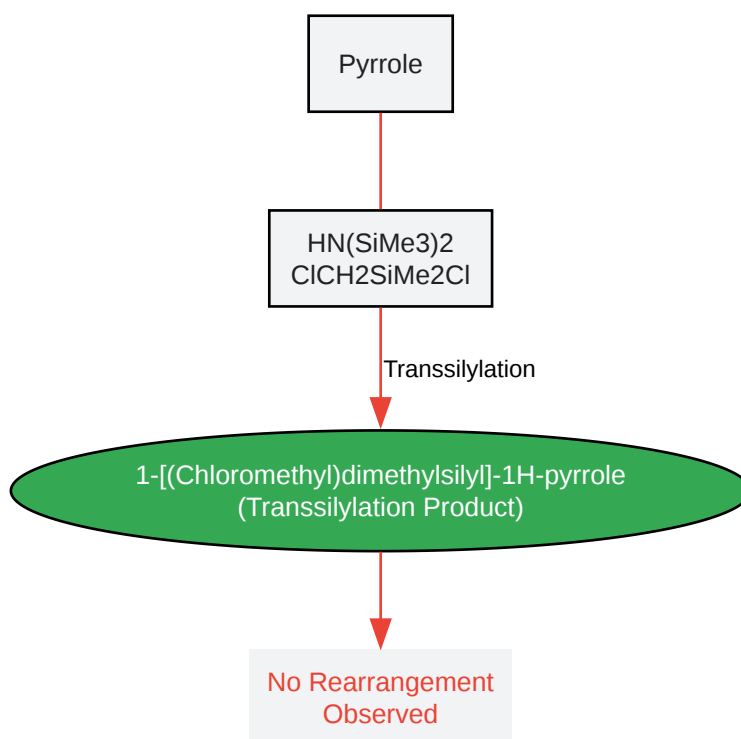 Pyrrole
HN(SiMe3)2
ClCH2SiMe2Cl
Transsilylation
1-[(Chloromethyl)dimethylsilyl]-1H-pyrrole
(Transsilylation Product)
No Rearrangement
Observed